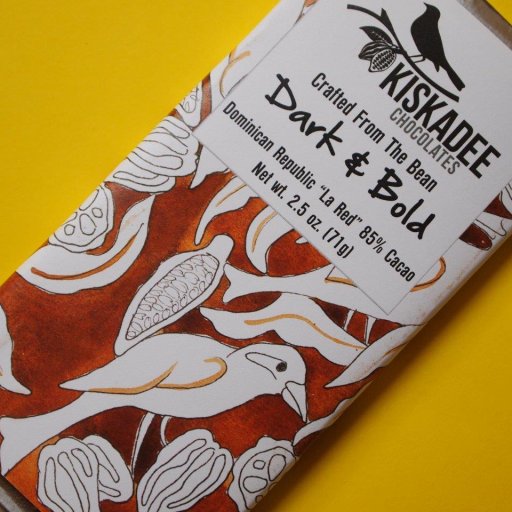 KISKADEE
CHOCOLATES
Crafted From The Bean
Dark & Bold
Dominican Republic “La Red” 85% Cacao
Net wt. 2.5 oz. (71g)